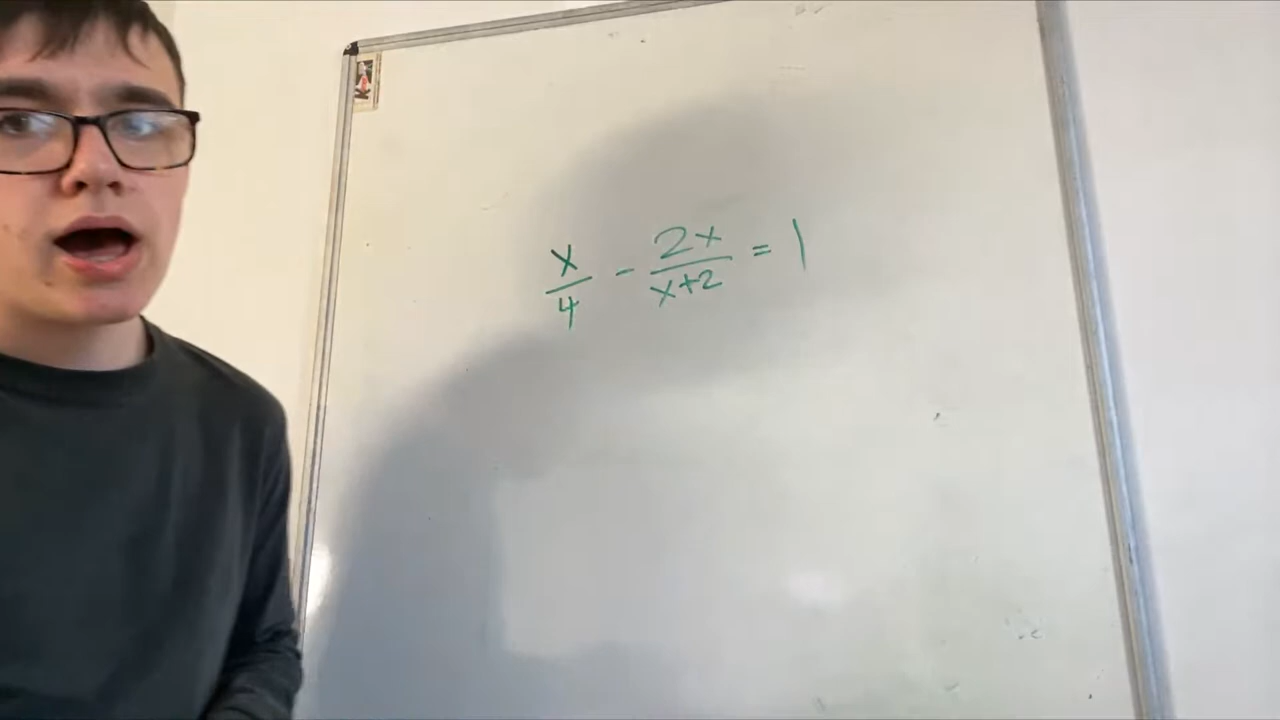 x/4 - 2x/(x+2) = 1